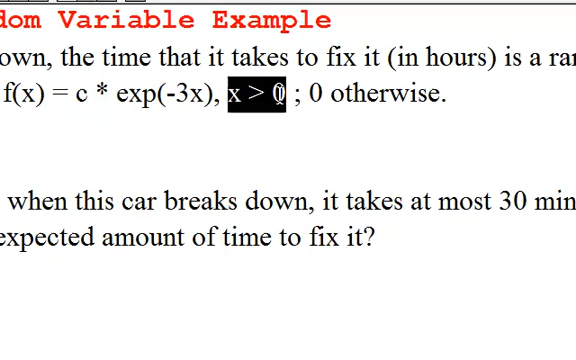 dom Variable Example
own, the time that it takes to fix it (in hours) is a ra
f(x) = c * exp(-3x), x > 0 ; 0 otherwise.
when this car breaks down, it takes at most 30 min
expected amount of time to fix it?